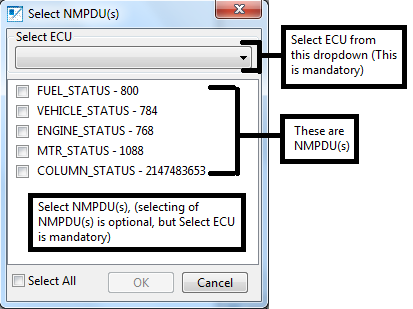 Select NMPDU(s)
Select ECU
Select ECU from
this dropdown (This
is mandatory)
FUEL_STATUS - 800
VEHICLE_STATUS - 784
ENGINE_STATUS - 768
MTR_STATUS - 1088
COLUMN_STATUS - 2147483653
These are
NMPDU(s)
Select NMPDU(s), (selecting of
NMPDU(s) is optional, but Select ECU
is mandatory)
Select All
OK
Cancel